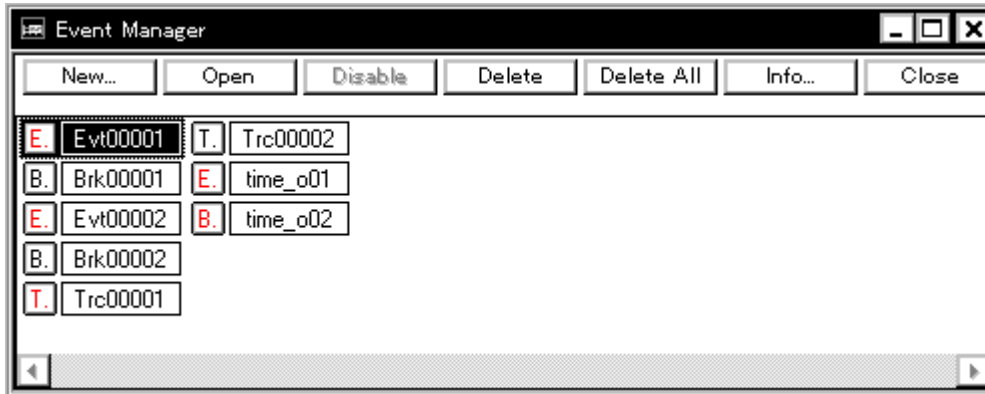 Event Manager
New... Open Disable Delete Delete All Info... Close
E. Evt00001 T. Trc00002
B. Brk00001 E. time_o01
E. Evt00002 B. time_o02
B. Brk00002
T. Trc00001